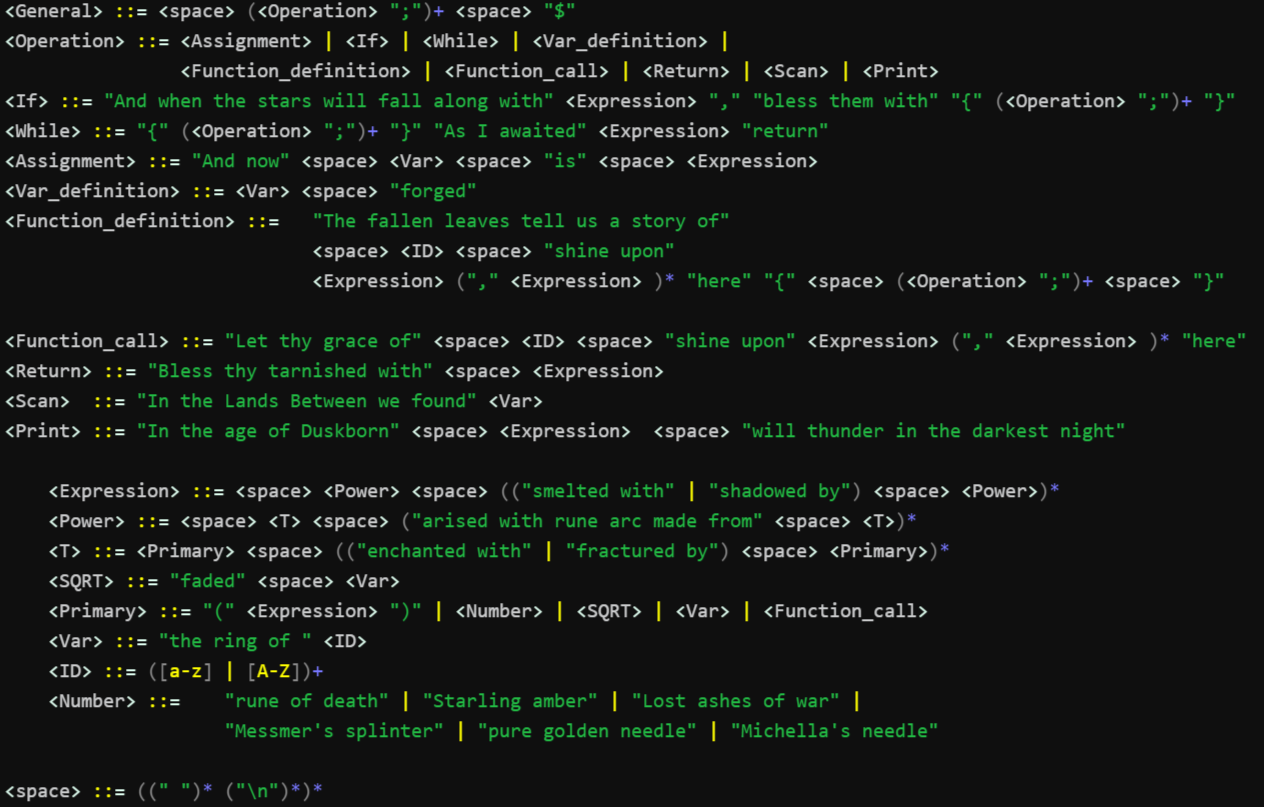 <General> ::= <space> (<Operation> ";")+ <space> "$"
<Operation> ::= <Assignment> | <If> | <While> | <Var_definition> |
<Function_definition> | <Function_call> | <Return> | <Scan> | <Print>
<If> ::= "And when the stars will fall along with" <Expression> "," "bless them with" "{" (<Operation> ";")+ "}"
<While> ::= "{" (<Operation> ";")+ "}" "As I awaited" <Expression> "return"
<Assignment> ::= "And now" <space> <Var> <space> "is" <space> <Expression>
<Var_definition> ::= <Var> <space> "forged"
<Function_definition> ::= "The fallen leaves tell us a story of"
<space> <ID> <space> "shine upon"
<Expression> ("," <Expression> )* "here" "{" <space> (<Operation> ";")+ <space> "}"
<Function_call> ::= "Let thy grace of" <space> <ID> <space> "shine upon" <Expression> ("," <Expression> )* "here"
<Return> ::= "Bless thy tarnished with" <space> <Expression>
<Scan> ::= "In the Lands Between we found" <Var>
<Print> ::= "In the age of Duskborn" <space> <Expression> <space> "will thunder in the darkest night"
<Expression> ::= <space> <Power> <space> (("smelted with" | "shadowed by") <space> <Power>)*
<Power> ::= <space> <T> <space> ("arised with rune arc made from" <space> <T>)*
<T> ::= <Primary> <space> (("enchanted with" | "fractured by") <space> <Primary>)*
<SQRT> ::= "faded" <space> <Var>
<Primary> ::= "(" <Expression> ")" | <Number> | <SQRT> | <Var> | <Function_call>
<Var> ::= "the ring of " <ID>
<ID> ::= ([a-z] | [A-Z])+
<Number> ::= "rune of death" | "Starling amber" | "Lost ashes of war" |
"Messmer's splinter" | "pure golden needle" | "Michella's needle"
<space> ::= ((" ")* ("\n")*)*